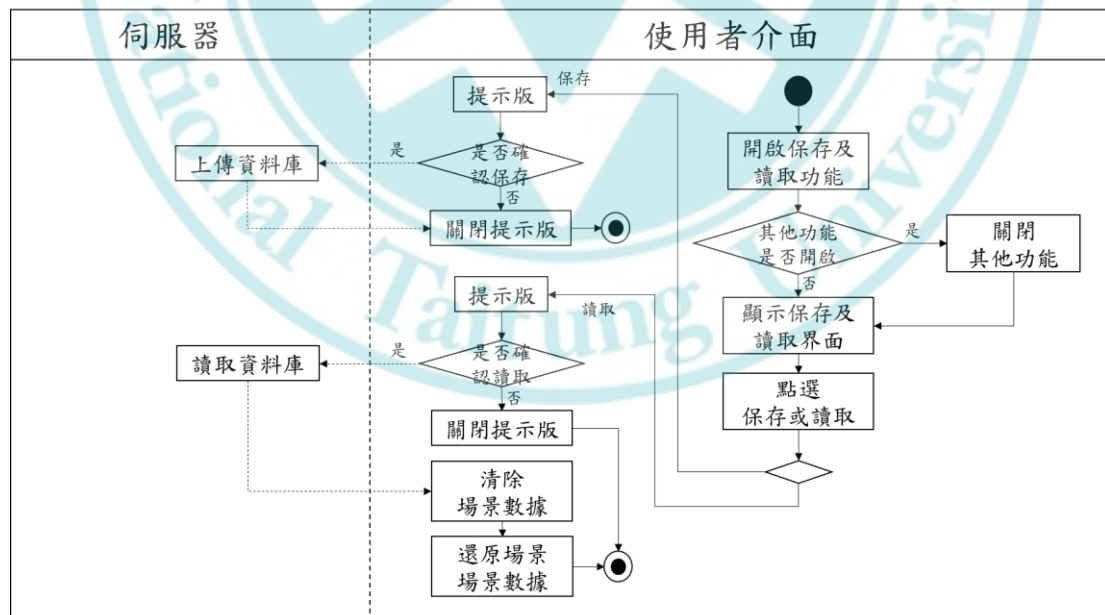 伺服器
使用者介面
提示版
保存
是否確
認保存
是
上傳資料庫
否
關閉提示版
開啟保存及
讀取功能
其他功能
是否開啟
是
關閉
其他功能
否
顯示保存及
讀取界面
點選
保存或讀取
提示版
讀取
是否確
認讀取
是
讀取資料庫
否
關閉提示版
清除
場景數據
還原場景
場景數據
ational Taitung Universi